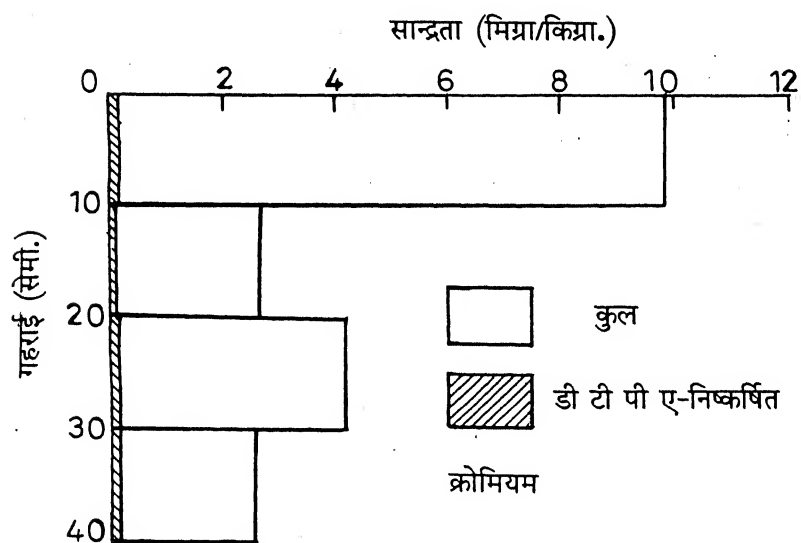 सान्द्रता (मिग्रा/किग्रा.)
0 2 4 6 8 10 12
10
20
30
40
गहराई (सेमी.)
कुल
डी टी पी ए-निष्कर्षित
क्रोमियम